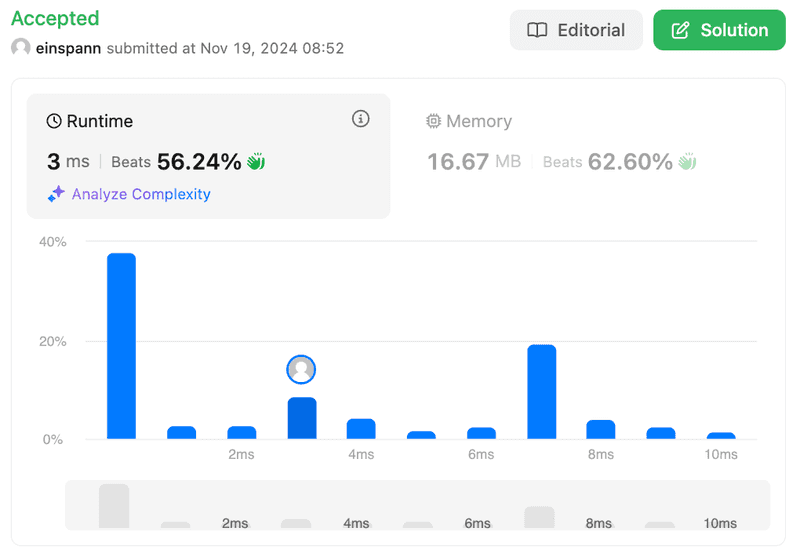 Accepted
einspann submitted at Nov 19, 2024 08:52
Editorial
Solution
Runtime
3 ms | Beats 56.24%
Analyze Complexity
Memory
16.67 MB | Beats 62.60%
40%
20%
0%
2ms 4ms 6ms 8ms 10ms
2ms 4ms 6ms 8ms 10ms